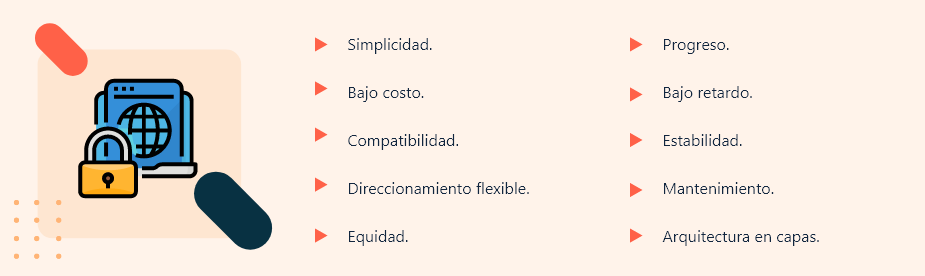 Simplicidad.
Bajo costo.
Compatibilidad.
Direccionamiento flexible.
Equidad.
Progreso.
Bajo retardo.
Estabilidad.
Mantenimiento.
Arquitectura en capas.